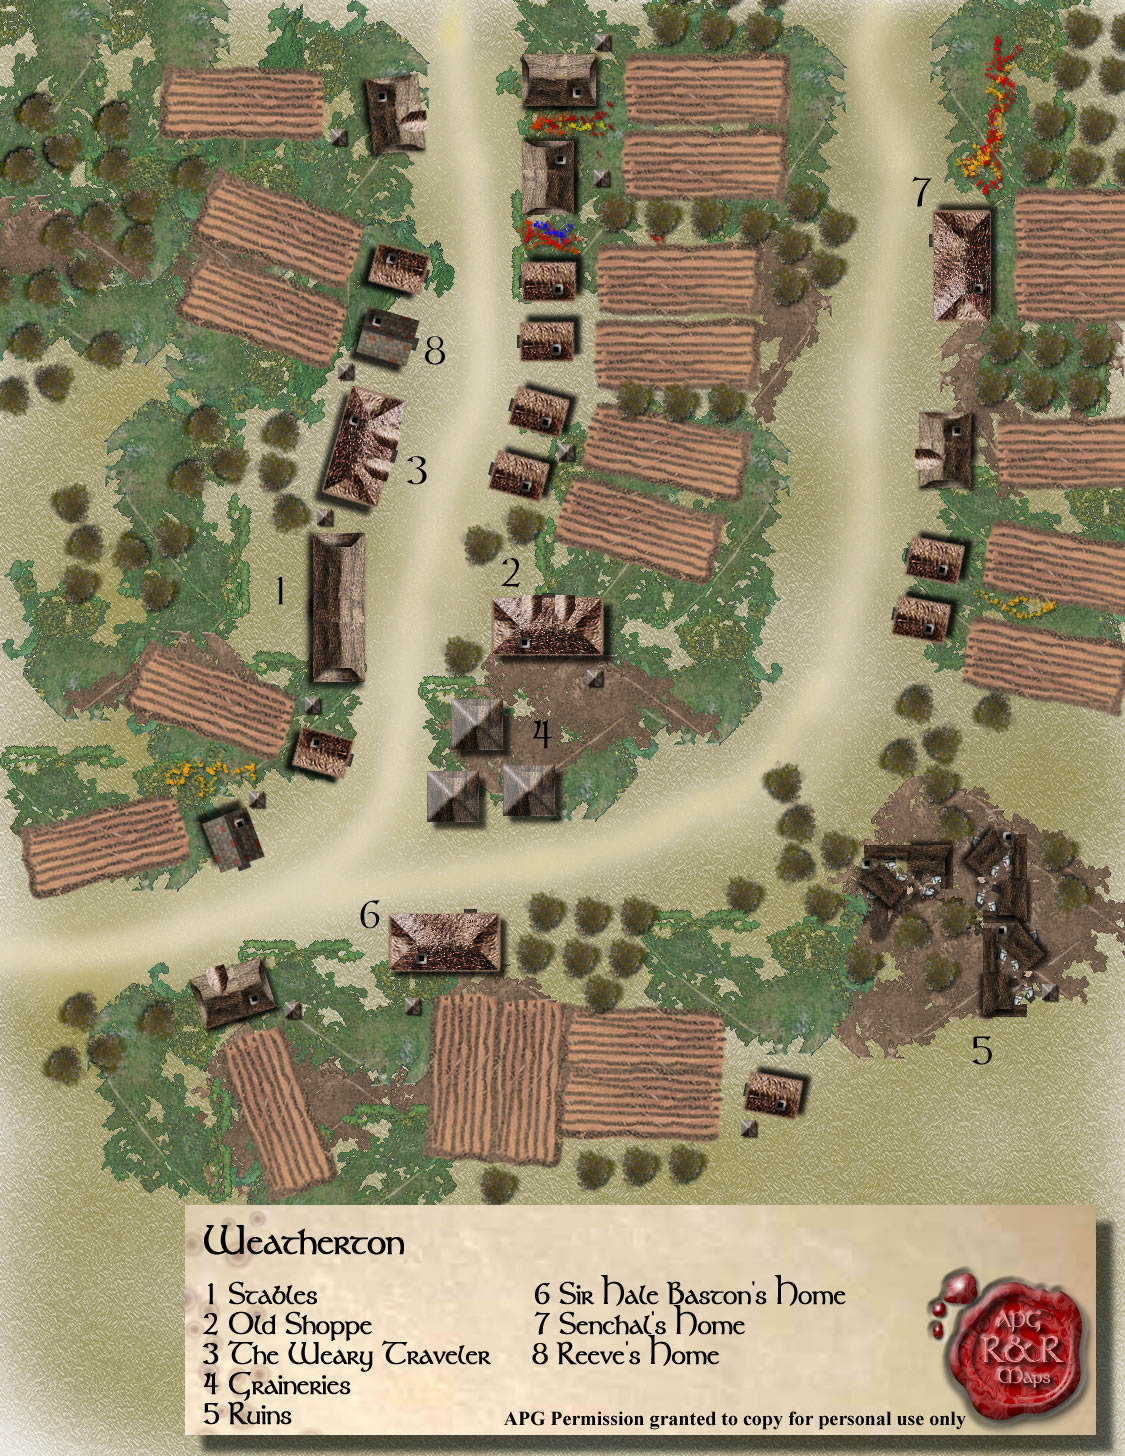 7
8
3
1
2
4
6
5
Weatherton
1 Stables
2 Old Shoppe
3 The Weary Traveler
4 Graineries
5 Ruins
6 Sir Hale Baston's Home
7 Senchal's Home
8 Reeve's Home
APG Permission granted to copy for personal use only
APG
R&R
Maps